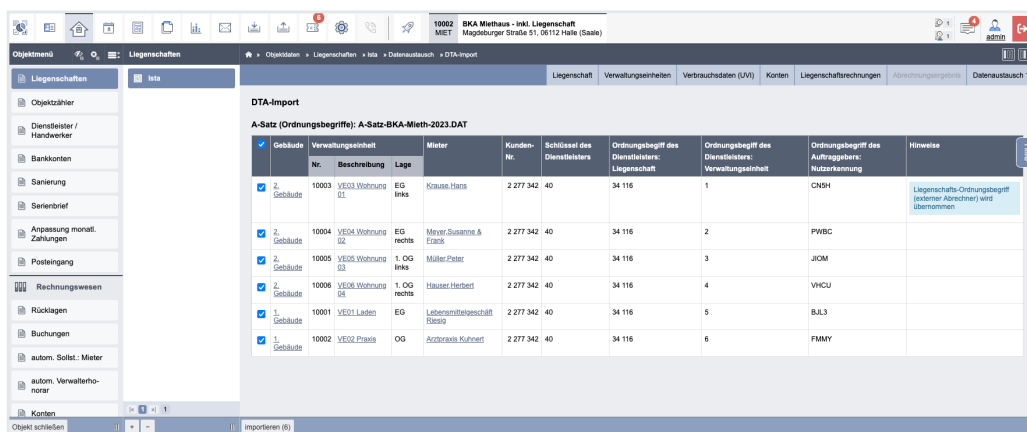 6
10002 BKA Miethaus - inkl. Liegenschaft
MIET Magdeburger Straße 51, 06112 Halle (Saale)
1
1
4
admin
Objektmenü
Liegenschaften
» Objektdaten » Liegenschaften » Ista » Datenaustausch » DTA-Import
Liegenschaften
Objektzähler
Dienstleister /
Handwerker
Bankkonten
Sanierung
Serienbrief
Anpassung monatl.
Zahlungen
Posteingang
Rechnungswesen
Rücklagen
Buchungen
autom. Sollst.: Mieter
autom. Verwalterho-
norar
Konten
Objekt schließen
Ista
1 1
+ −
Liegenschaft Verwaltungseinheiten Verbrauchsdaten (UVI) Konten Liegenschaftsrechnungen Abrechnungsergebnis Datenaustausch
DTA-Import
A-Satz (Ordnungsbegriffe): A-Satz-BKA-Mieth-2023.DAT
Gebäude Verwaltungseinheit Mieter Kunden- Schlüssel des Ordnungsbegriff des Ordnungsbegriff des Ordnungsbegriff des Hinweise
Nr. Dienstleisters Dienstleisters: Dienstleisters: Auftraggebers:
Nr. Beschreibung Lage Liegenschaft Verwaltungseinheit Nutzerkennung
2. 10003 VE03 Wohnung EG Krause,Hans 2 277 342 40 34 116 1 CN5H
Gebäude 01 links
Liegenschafts-Ordnungsbegriff
(externer Abrechner) wird
übernommen
2. 10004 VE04 Wohnung EG Meyer,Susanne & 2 277 342 40 34 116 2 PWBC
Gebäude 02 rechts Frank
2. 10005 VE05 Wohnung 1. OG Müller,Peter 2 277 342 40 34 116 3 JIOM
Gebäude 03 links
2. 10006 VE06 Wohnung 1. OG Hauser,Herbert 2 277 342 40 34 116 4 VHCU
Gebäude 04 rechts
1. 10001 VE01 Laden EG Lebensmittelgeschäft 2 277 342 40 34 116 5 BJL3
Gebäude Riesig
1. 10002 VE02 Praxis OG Arztpraxis Kuhnert 2 277 342 40 34 116 6 FMMY
Gebäude
Importieren (6)